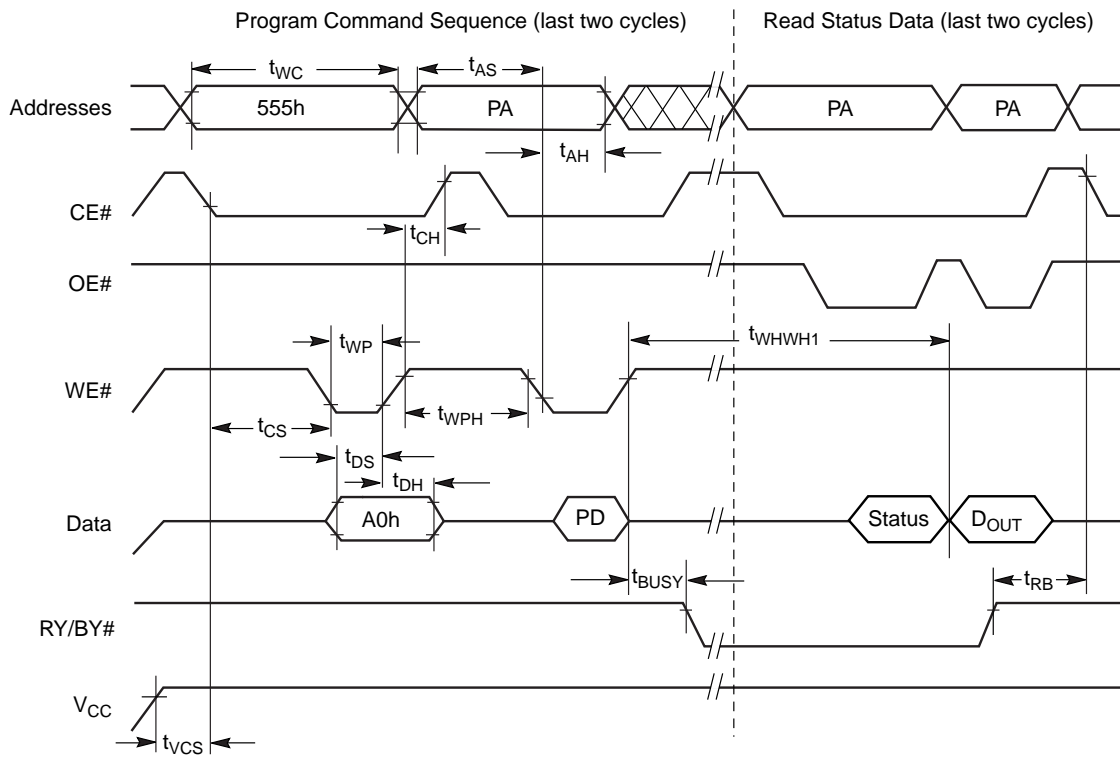 Program Command Sequence (last two cycles) Read Status Data (last two cycles)
tWC tAS
Addresses 555h PA PA PA
tAH
CE#
tCH
OE#
tWHWH1
tWP
WE#
tWPH
tCS
tDS
tDH
Data A0h PD Status DOUT
tBUSY tRB
RY/BY#
VCC
tVCS